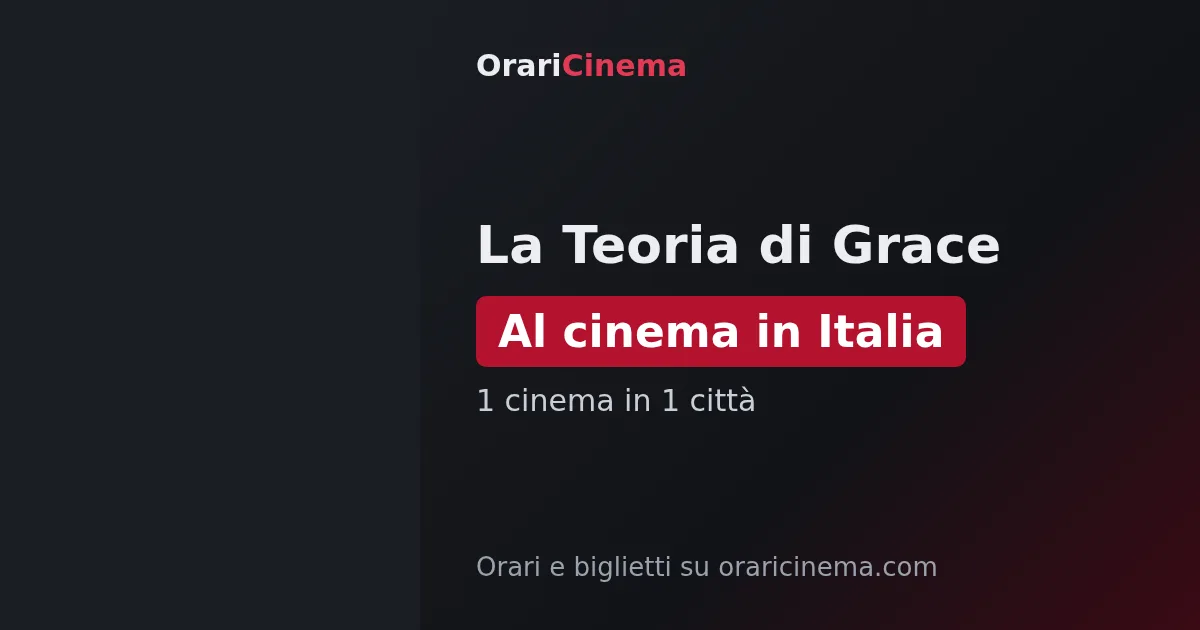 OrariCinema
La Teoria di Grace
Al cinema in Italia
1 cinema in 1 città
Orari e biglietti su oraricinema.com